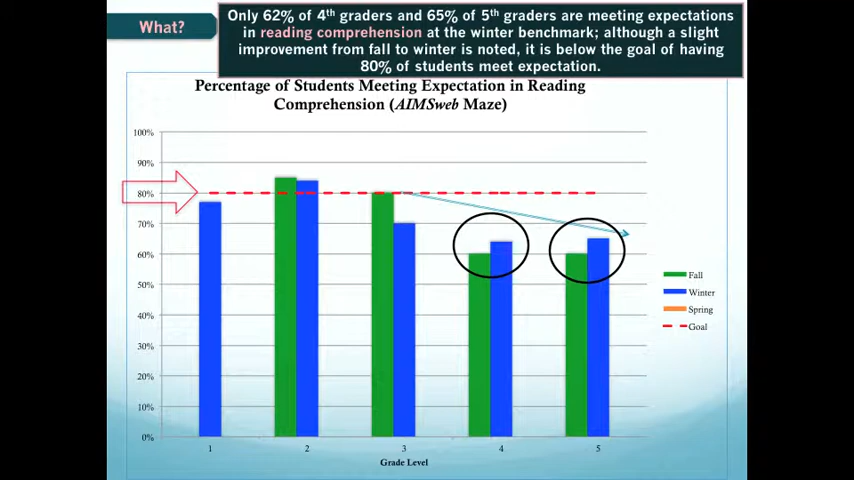 What?
Only 62% of 4th graders and 65% of 5th graders are meeting expectations
in reading comprehension at the winter benchmark; although a slight
improvement from fall to winter is noted, it is below the goal of having
80% of students meet expectation.
Percentage of Students Meeting Expectation in Reading
Comprehension (AIMSweb Maze)
100%
90%
80%
70%
60%
50%
40%
30%
20%
10%
0%
1 2 3 4 5
Grade Level
Fall
Winter
Spring
Goal